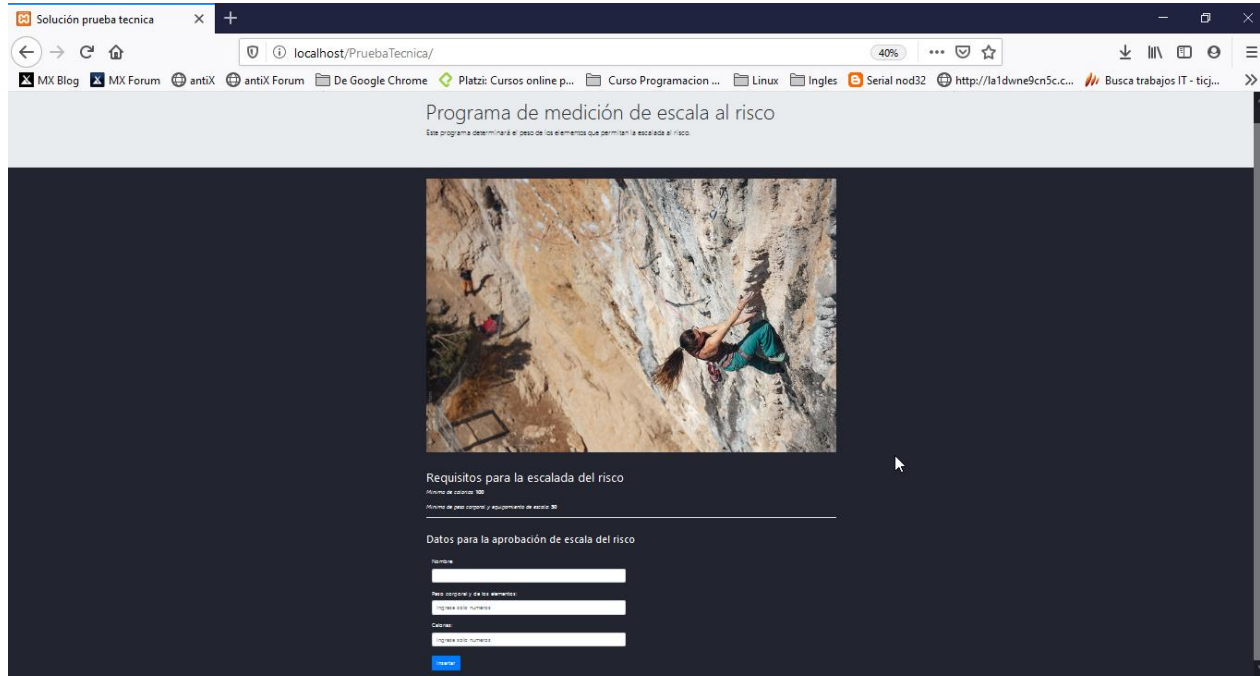 Solución prueba tecnica
localhost/PruebaTecnica/
40%
MX Blog MX Forum antiX antiX Forum De Google Chrome Platzi: Cursos online p... Curso Programacion ... Linux Ingles Serial nod32 http://la1dwne9cn5c.c... Busca trabajos IT - ticj...
Programa de medición de escala al risco
Este programa determinará el peso de los elementos que permitan la escalada al risco.
Requisitos para la escalada del risco
Minimo de calorias: 100
Minimo de peso corporal y equipamiento de escala: 50
Datos para la aprobación de escala del risco
Nombre
Peso corporal y de los elementos:
Ingrese solo numeros
Calorias:
Ingrese solo numeros
Insertar